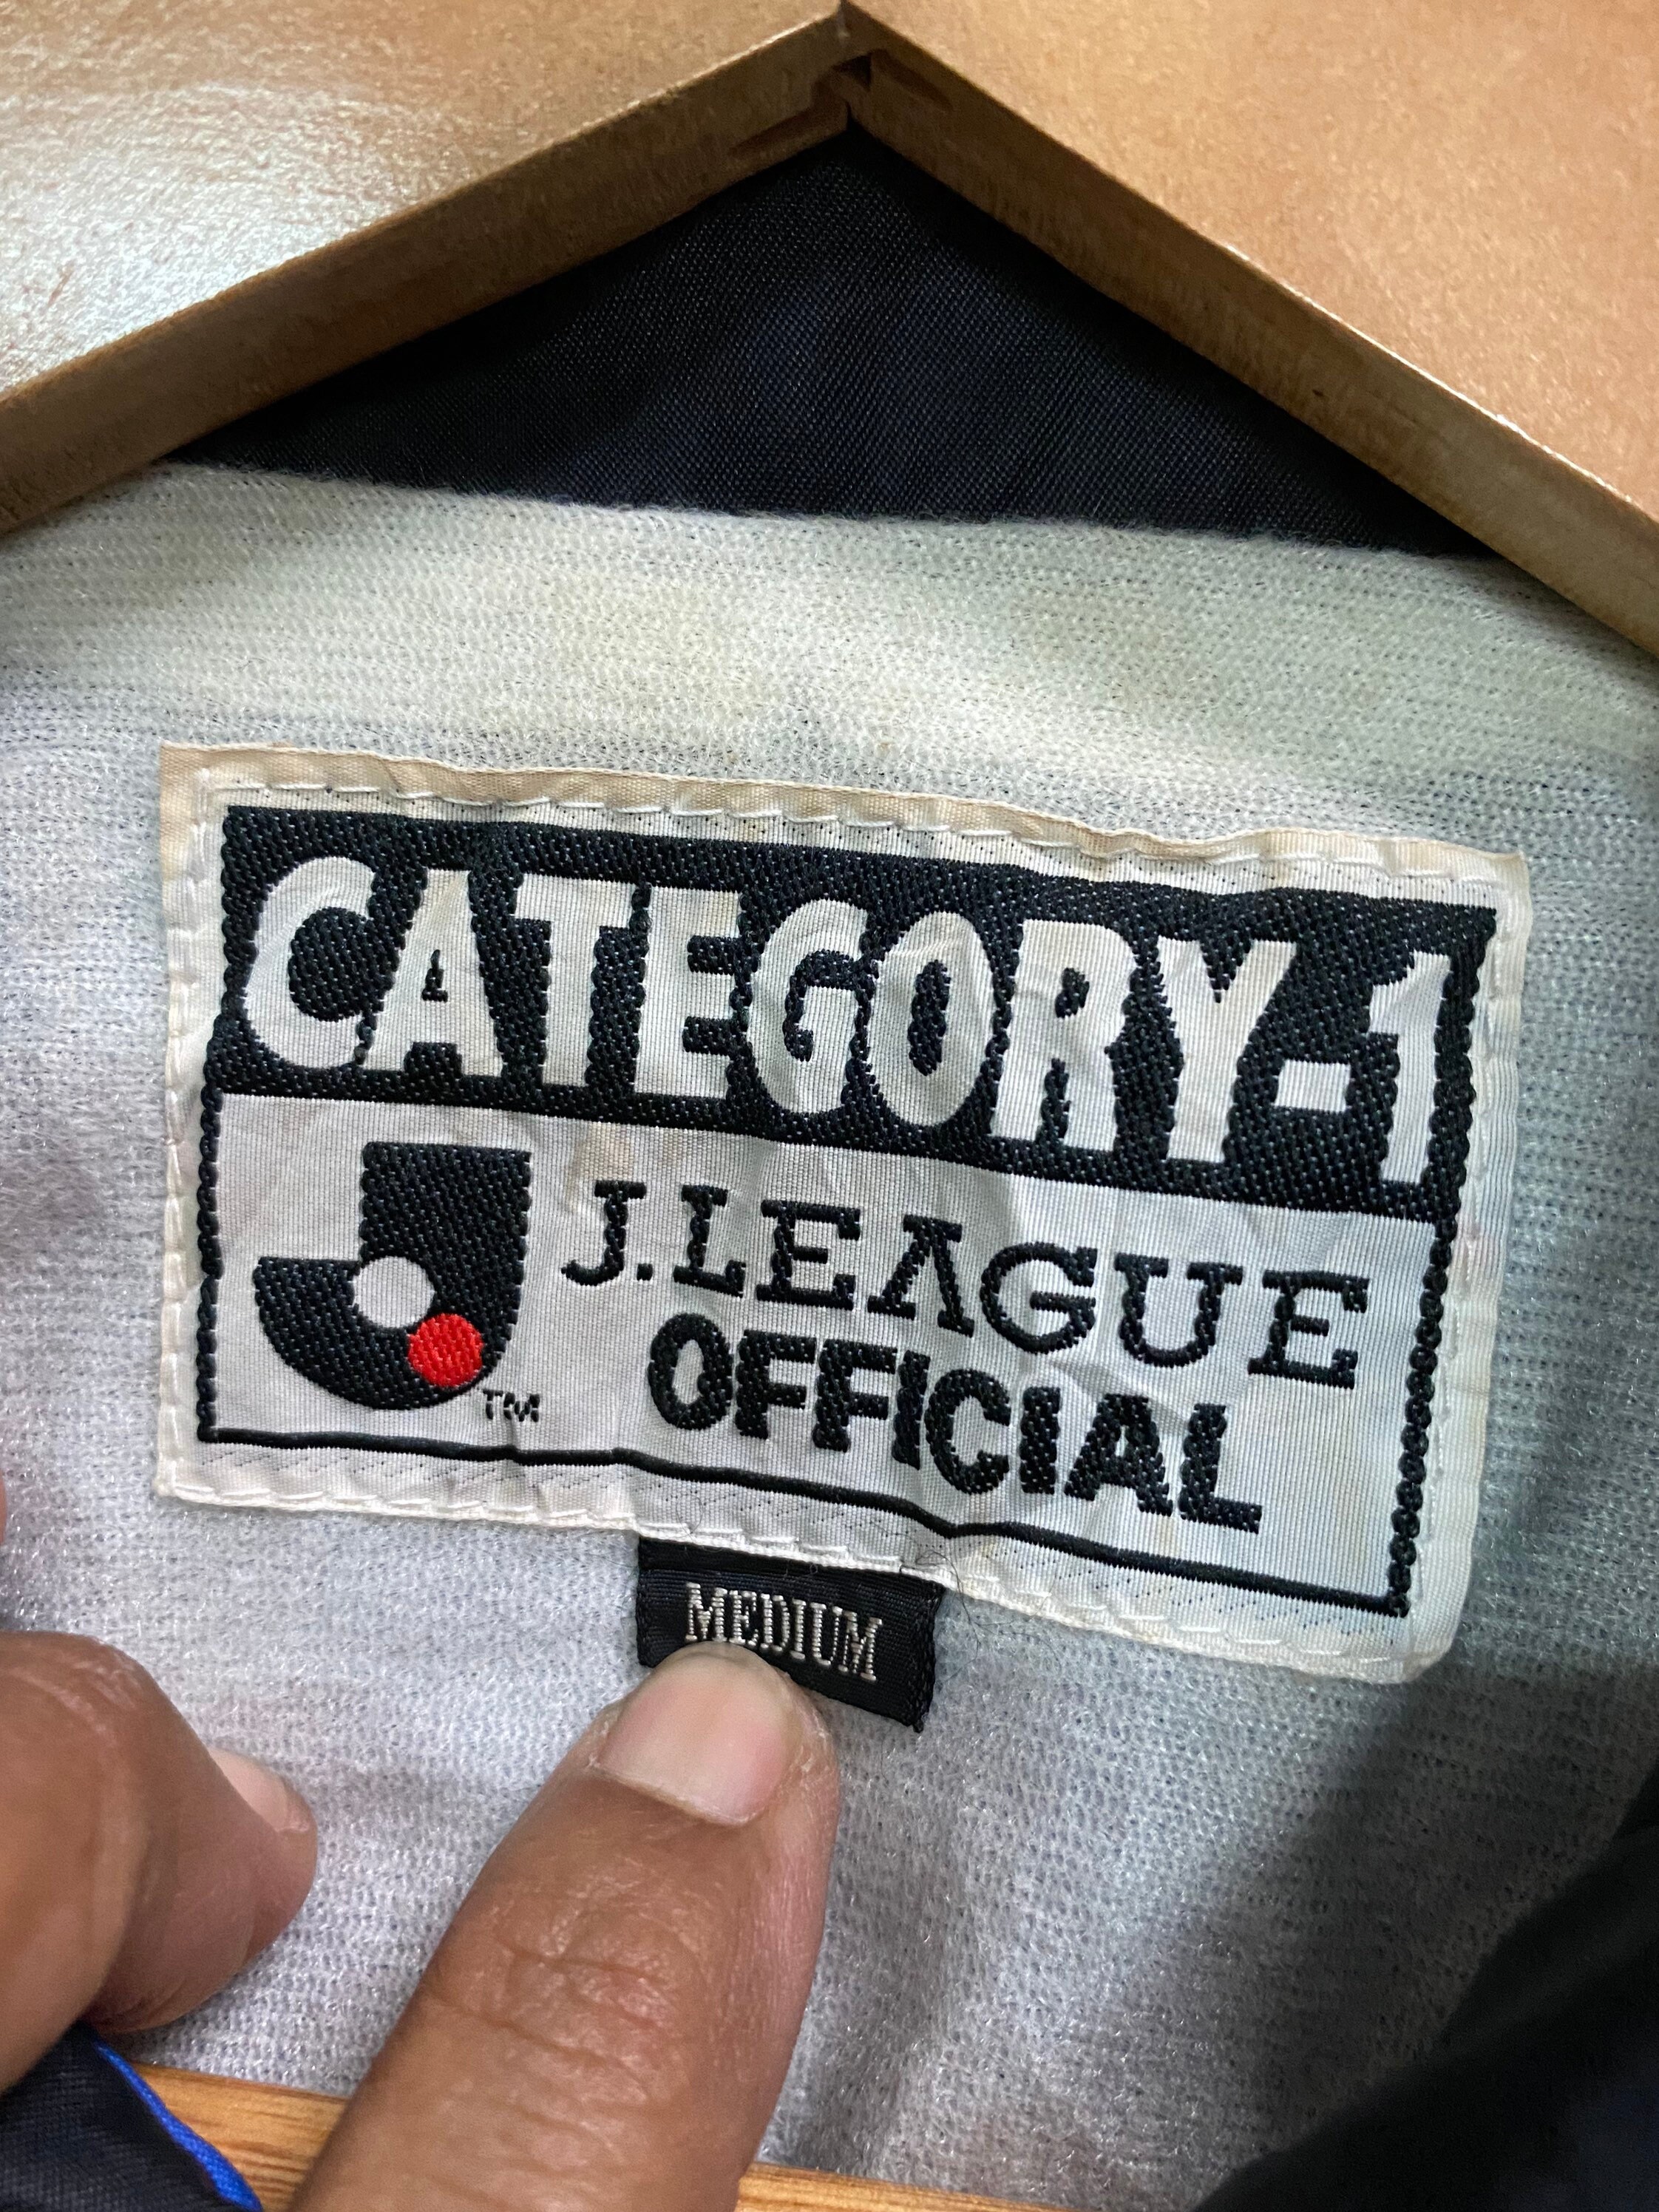 CATEGORY-1
J.LEAGUE
OFFICIAL
TM
MEDIUM